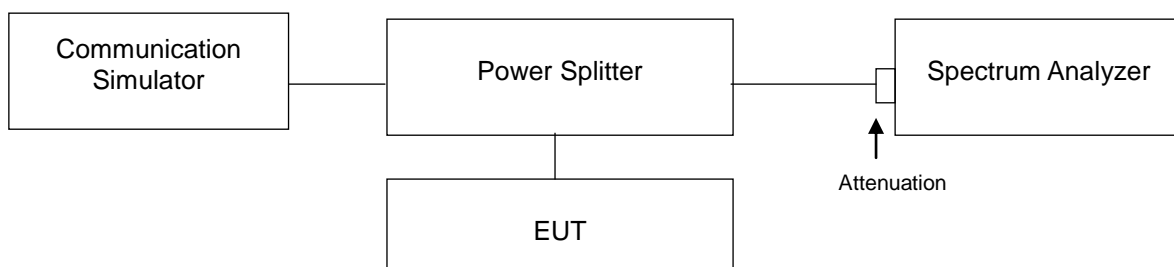 Communication
Simulator
Power Splitter
Spectrum Analyzer
Attenuation
EUT